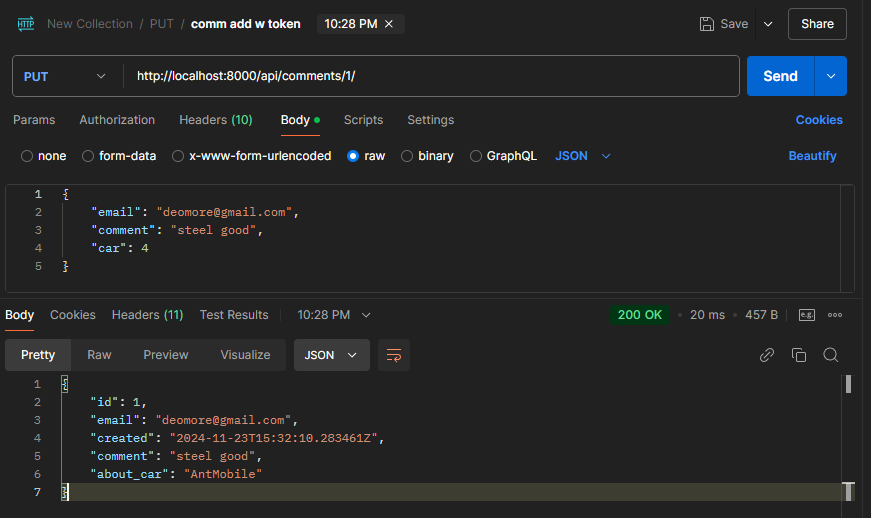 HTTP New Collection / PUT / comm add w token 10:28 PM ×
Save Share
PUT http://localhost:8000/api/comments/1/ Send
Params Authorization Headers (10) Body Scripts Settings Cookies
none form-data x-www-form-urlencoded raw binary GraphQL JSON Beautify
1 {
2 "email": "deomore@gmail.com",
3 "comment": "steel good",
4 "car": 4
5 }
Body Cookies Headers (11) Test Results 10:28 PM 200 OK 20 ms 457 B e.g.
Pretty Raw Preview Visualize JSON
1 {
2 "id": 1,
3 "email": "deomore@gmail.com",
4 "created": "2024-11-23T15:32:10.283461Z",
5 "comment": "steel good",
6 "about_car": "AntMobile"
7 }